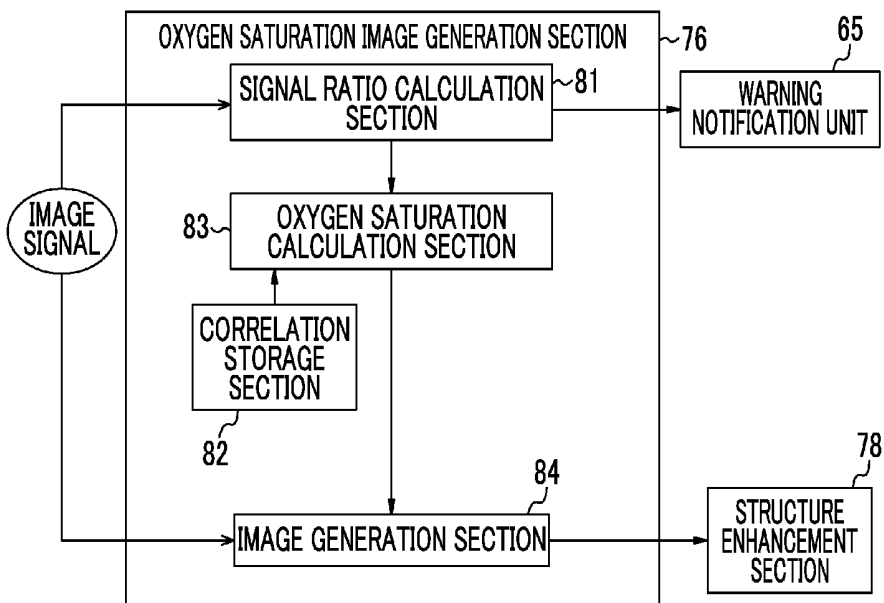 OXYGEN SATURATION IMAGE GENERATION SECTION
76
65
SIGNAL RATIO CALCULATION
SECTION
81
WARNING
NOTIFICATION UNIT
IMAGE
SIGNAL
83
OXYGEN SATURATION
CALCULATION SECTION
CORRELATION
STORAGE
SECTION
82
84
IMAGE GENERATION SECTION
78
STRUCTURE
ENHANCEMENT
SECTION